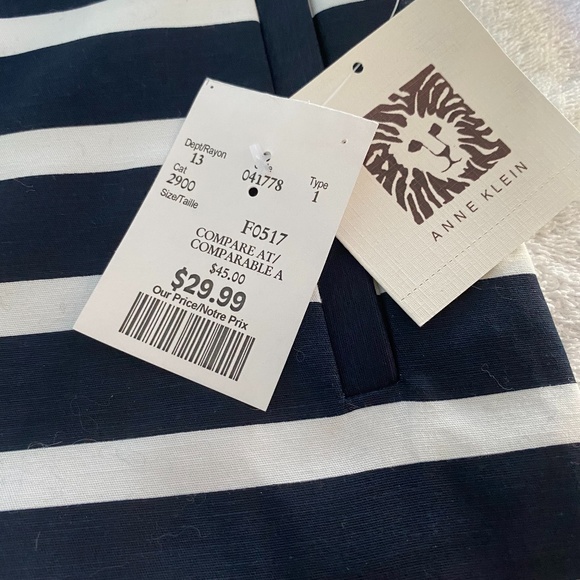 Dept/Rayon
13
Cat
2900
Size/Taille
041778
Type
1
F0517
COMPARE AT/
COMPARABLE A
$45.00
$29.99
Our Price/Notre Prix
ANNE KLEIN